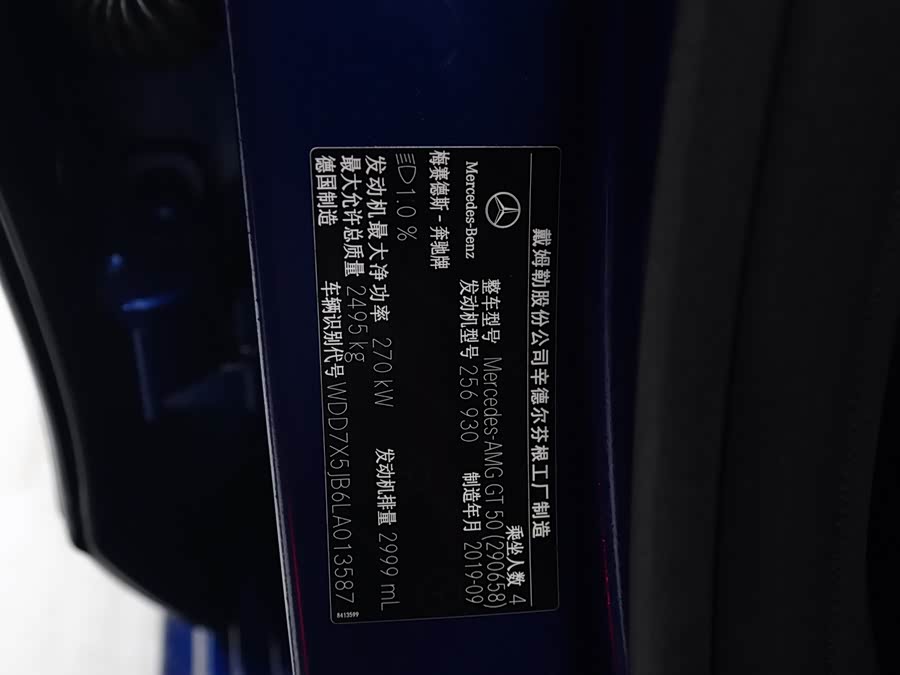 戴姆勒股份公司辛德尔芬根工厂制造
Mercedes-Benz
梅赛德斯-奔驰牌
乘坐人数 4
整车型号 Mercedes-AMG GT 50 (290658)
发动机型号 256 930
制造年月 2019-09
1.0 %
发动机最大净功率 270 kW
发动机排量 2999 mL
最大允许总质量 2495 kg
德国制造
车辆识别代号 WDD7X5JB6LA013587
R413599